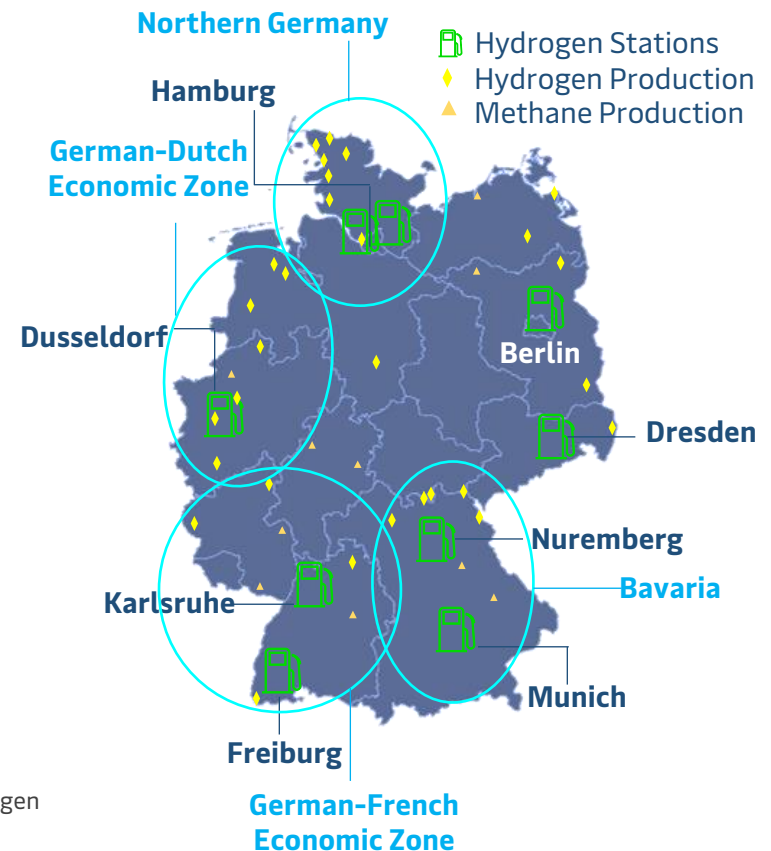 Northern Germany
Hydrogen Stations
Hydrogen Production
Methane Production
Hamburg
German-Dutch
Economic Zone
Dusseldorf
Berlin
Dresden
Nuremberg
Bavaria
Karlsruhe
Munich
Freiburg
gen
German-French
Economic Zone